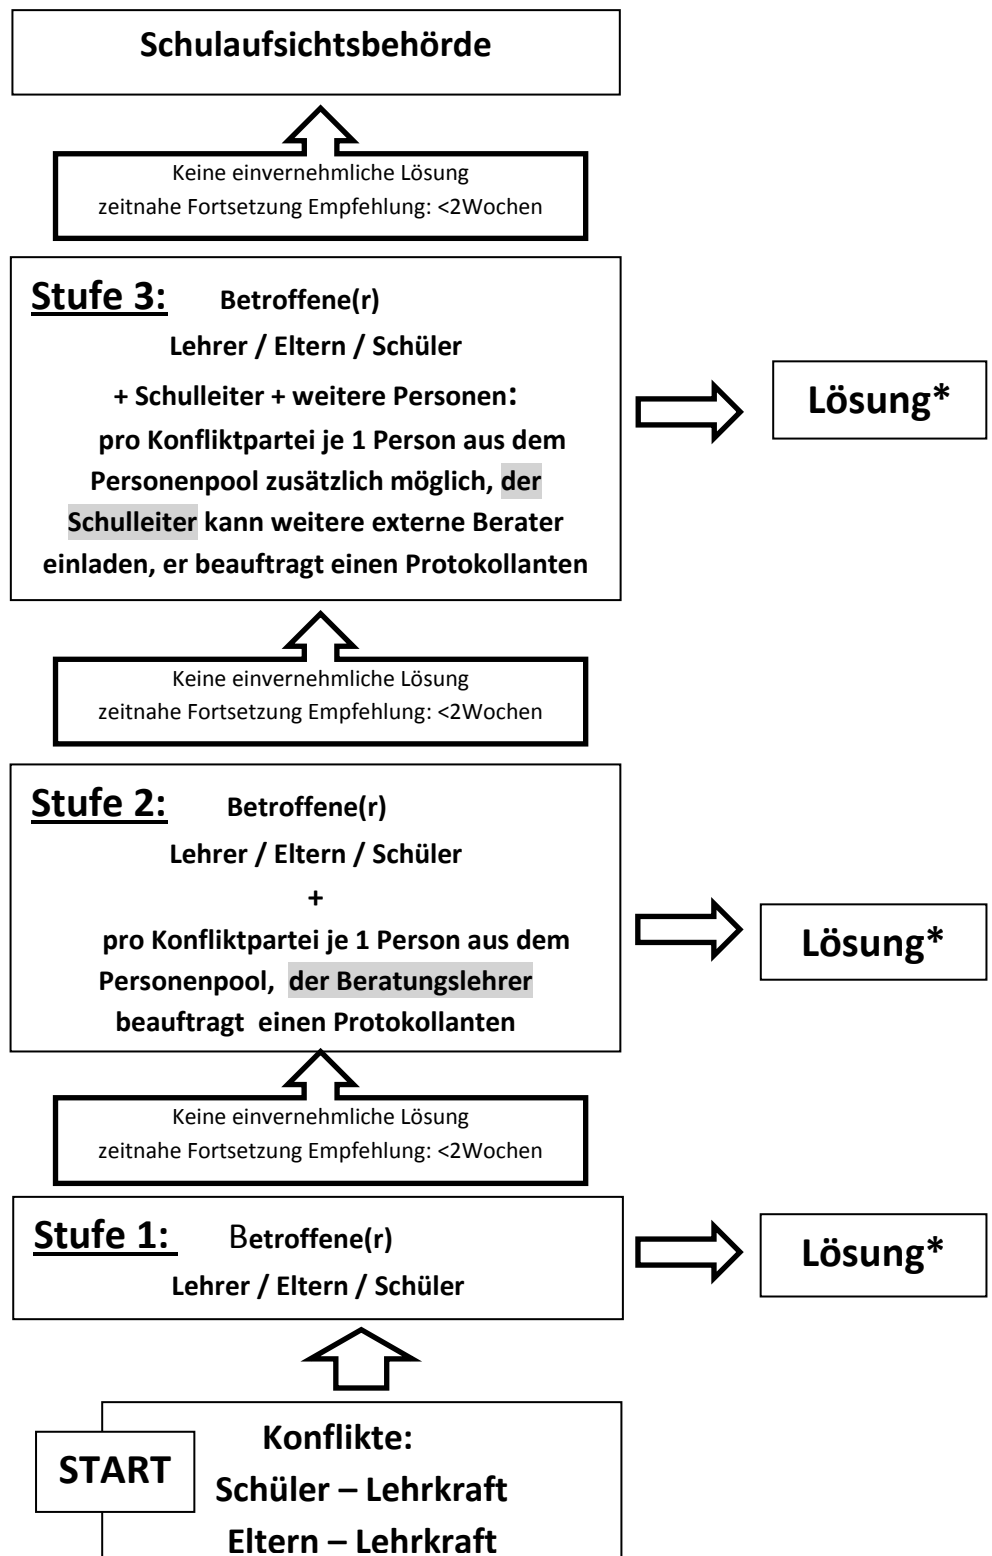 Schulaufsichtsbehörde
Keine einvernehmliche Lösung
zeitnahe Fortsetzung Empfehlung: <2Wochen
Stufe 3: Betroffene(r)
Lehrer / Eltern / Schüler
+ Schulleiter + weitere Personen:
pro Konfliktpartei je 1 Person aus dem
Personenpool zusätzlich möglich, der
Schulleiter kann weitere externe Berater
einladen, er beauftragt einen Protokollanten
Lösung*
Keine einvernehmliche Lösung
zeitnahe Fortsetzung Empfehlung: <2Wochen
Stufe 2: Betroffene(r)
Lehrer / Eltern / Schüler
+
pro Konfliktpartei je 1 Person aus dem
Personenpool, der Beratungslehrer
beauftragt einen Protokollanten
Lösung*
Keine einvernehmliche Lösung
zeitnahe Fortsetzung Empfehlung: <2Wochen
Stufe 1: Betroffene(r)
Lehrer / Eltern / Schüler
Lösung*
START
Konflikte:
Schüler – Lehrkraft
Eltern – Lehrkraft